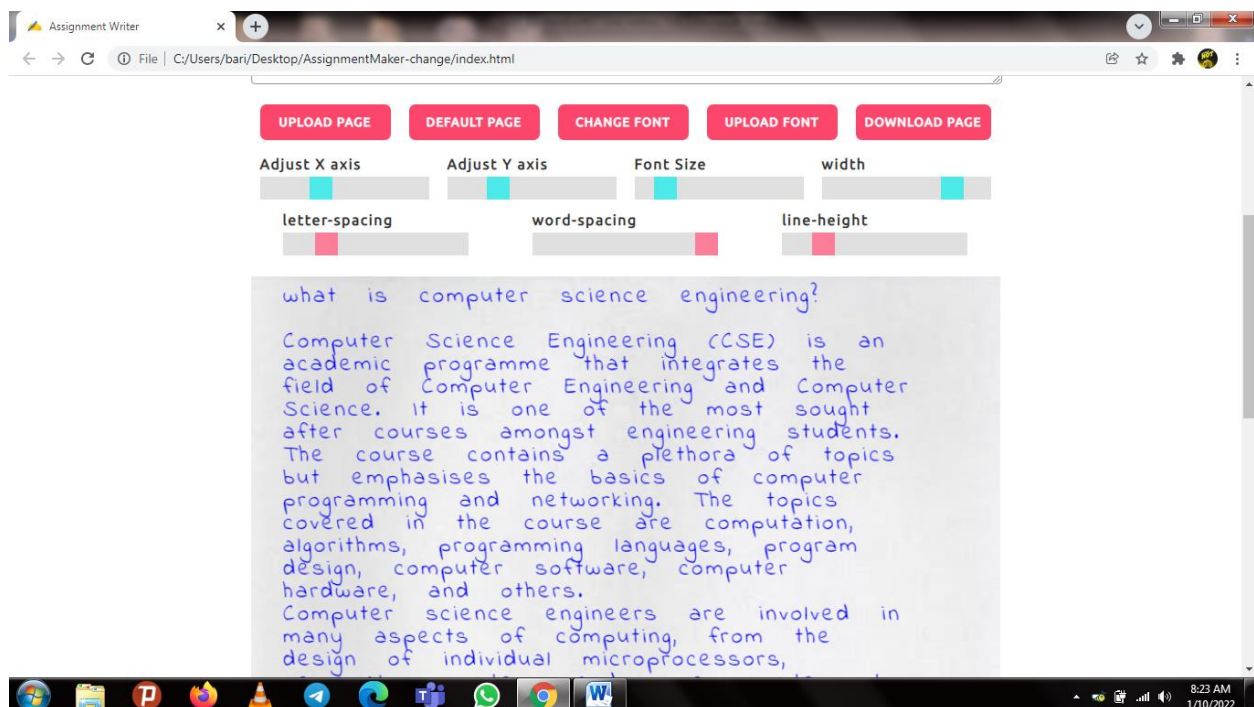 Assignment Writer
File | C:/Users/bari/Desktop/AssignmentMaker-change/index.html
UPLOAD PAGE DEFAULT PAGE CHANGE FONT UPLOAD FONT DOWNLOAD PAGE
Adjust X axis Adjust Y axis Font Size width
letter-spacing word-spacing line-height
what is computer science engineering?
Computer Science Engineering (CSE) is an
academic programme that integrates the
field of Computer Engineering and Computer
Science. It is one of the most sought
after courses amongst engineering students.
The course contains a plethora of topics
but emphasises the basics of computer
programming and networking. The topics
covered in the course are computation,
algorithms, programming languages, program
design, computer software, computer
hardware, and others.
Computer science engineers are involved in
many aspects of computing, from the
design of individual microprocessors,
8:23 AM
1/10/2022